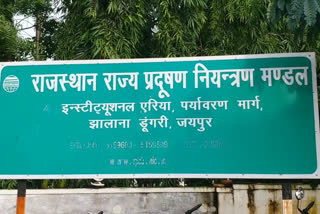 राजस्थान राज्य प्रदूषण नियन्त्रण मण्डल
इन्स्टीट्यूशनल एरिया, पर्यावरण मार्ग,
झालाना डूंगरी, जयपुर